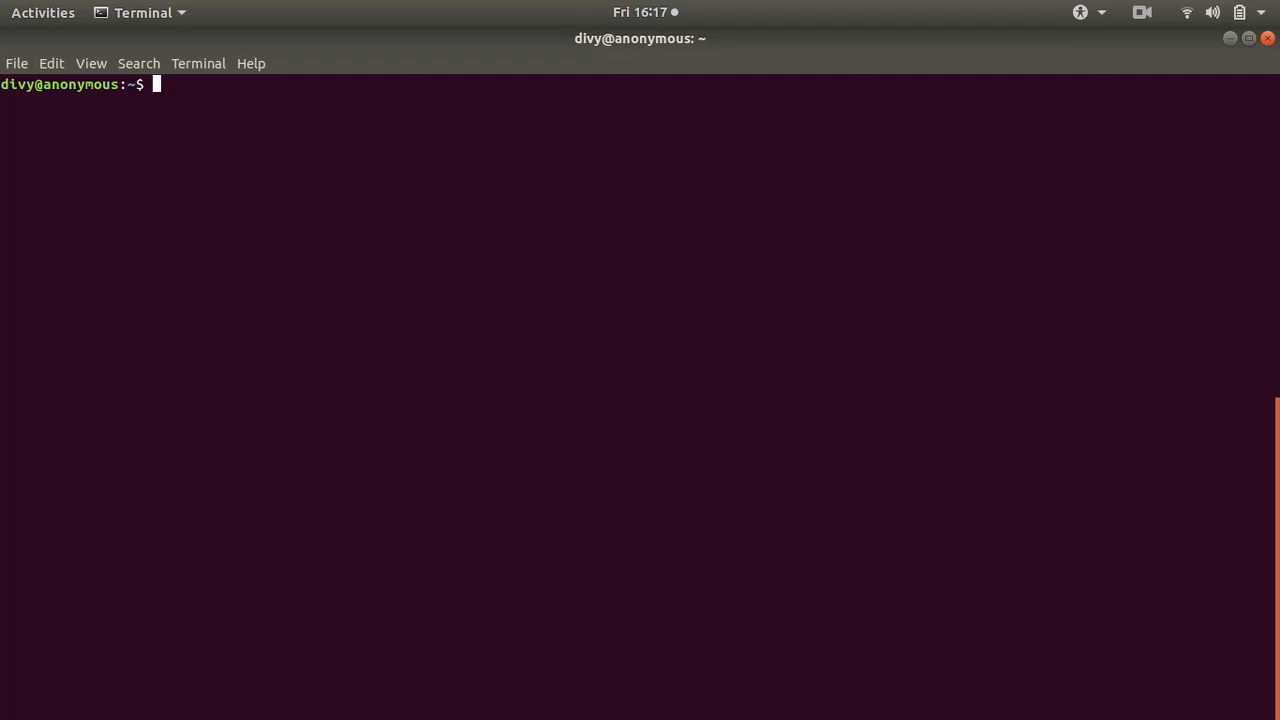 Activities Terminal Fri 16:17
divy@anonymous: ~
File Edit View Search Terminal Help
divy@anonymous:~$